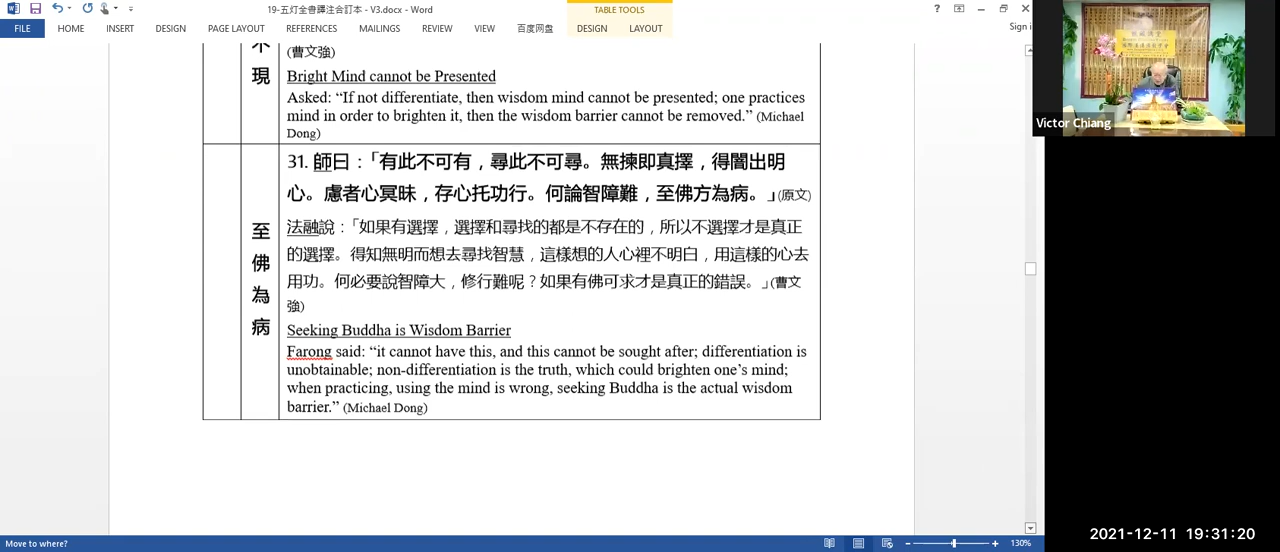 19-五灯全書譯注合訂本 - V3.docx - Word
TABLE TOOLS
?
Sign i
FILE
HOME
INSERT
DESIGN
PAGE LAYOUT
REFERENCES
MAILINGS
REVIEW
VIEW
百度网盘
DESIGN
LAYOUT
現
(曹文強)
Bright Mind cannot be Presented
Asked: “If not differentiate, then wisdom mind cannot be presented; one practices
mind in order to brighten it, then the wisdom barrier cannot be removed.” (Michael
Dong)
至佛為病
31. 師曰：「有此不可有，尋此不可尋。無揀即真擇，得闇出明
心。慮者心冥昧，存心托功行。何論智障難，至佛方為病。」(原文)
法融說：「如果有選擇，選擇和尋找的都是不存在的，所以不選擇才是真正
的選擇。得知無明而想去尋找智慧，這樣想的人心裡不明白，用這樣的心去
用功。何必要說智障大，修行難呢？如果有佛可求才是真正的錯誤。」(曹文
強)
Seeking Buddha is Wisdom Barrier
Farong said: “it cannot have this, and this cannot be sought after; differentiation is
unobtainable; non-differentiation is the truth, which could brighten one’s mind;
when practicing, using the mind is wrong, seeking Buddha is the actual wisdom
barrier.” (Michael Dong)
Victor Chiang
2021-12-11 19:31:20
Move to where?
130%